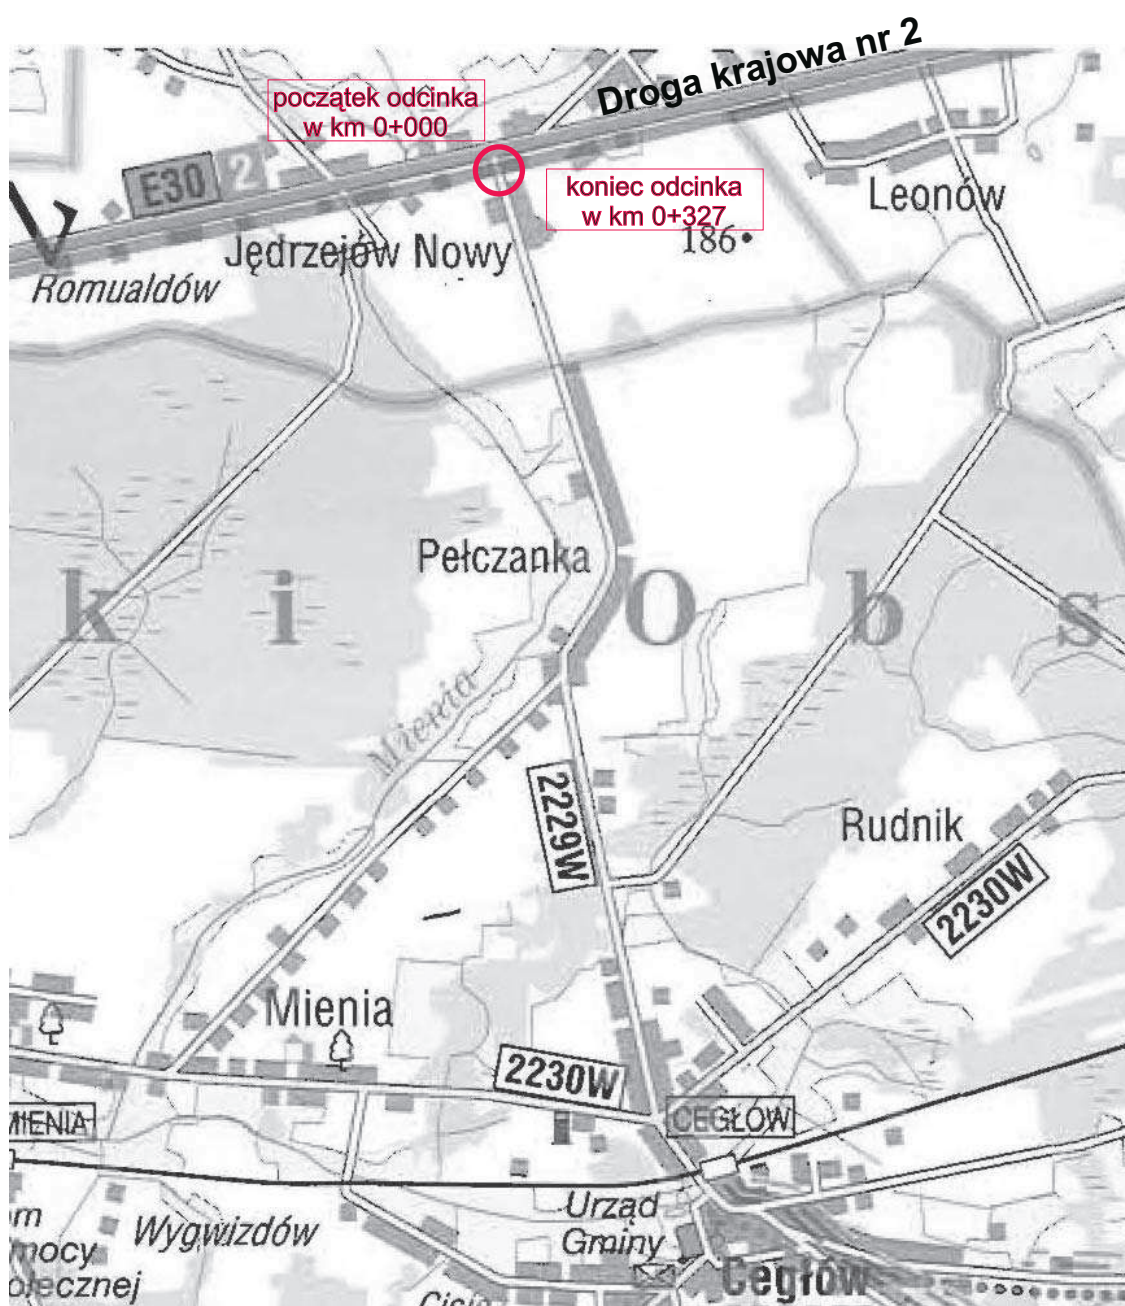 Droga krajowa nr 2
początek odcinka
w km 0+000
E30
2
koniec odcinka
w km 0+327
Leonów
186
Jędrzejów Nowy
Romualdów
Pełczanka
k i O b s
Mienia
2229W
Rudnik
2230W
Mienia
2230W
CEGŁÓW
MIENIA
Urząd
Gminy
Wygwizdów
Cegłów